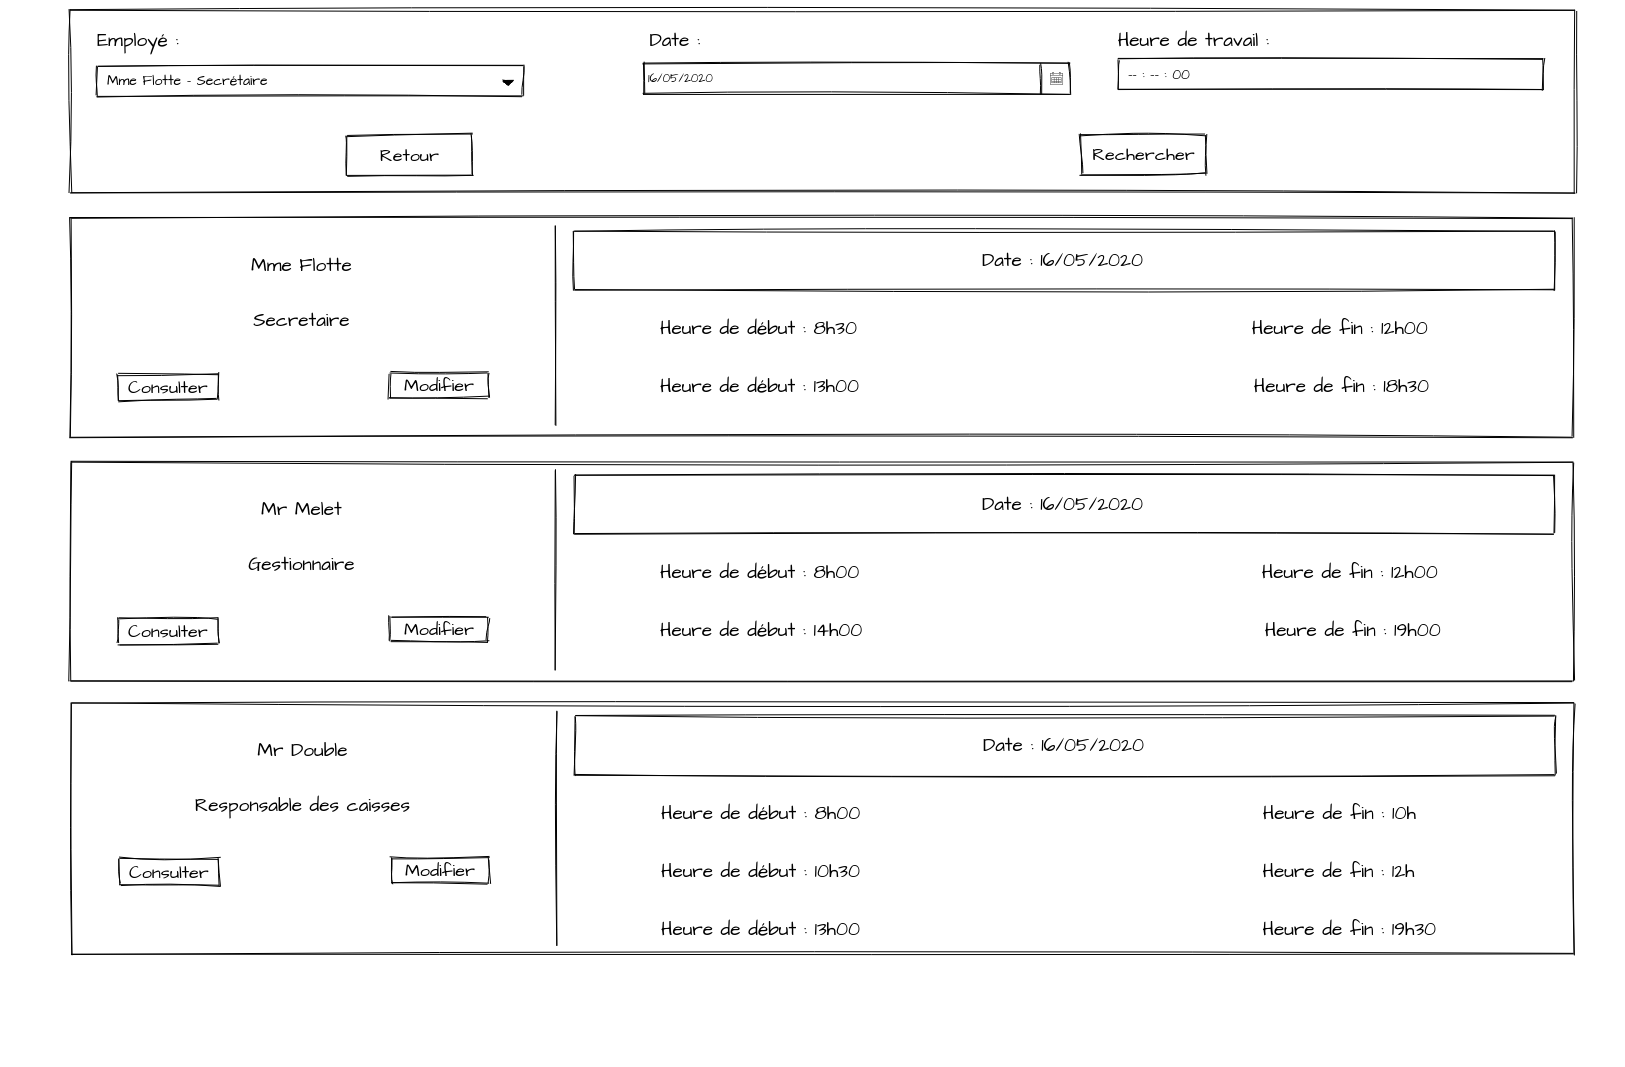 Employé :
Date :
Heure de travail :
Mme Flotte - Secrétaire
16/05/2020
-- : -- : 00
Retour
Rechercher
Mme Flotte
Secretaire
Consulter
Modifier
Date : 16/05/2020
Heure de début : 8h30
Heure de fin : 12h00
Heure de début : 13h00
Heure de fin : 18h30
Mr Melet
Gestionnaire
Consulter
Modifier
Date : 16/05/2020
Heure de début : 8h00
Heure de fin : 12h00
Heure de début : 14h00
Heure de fin : 19h00
Mr Double
Responsable des caisses
Consulter
Modifier
Date : 16/05/2020
Heure de début : 8h00
Heure de fin : 10h
Heure de début : 10h30
Heure de fin : 12h
Heure de début : 13h00
Heure de fin : 19h30